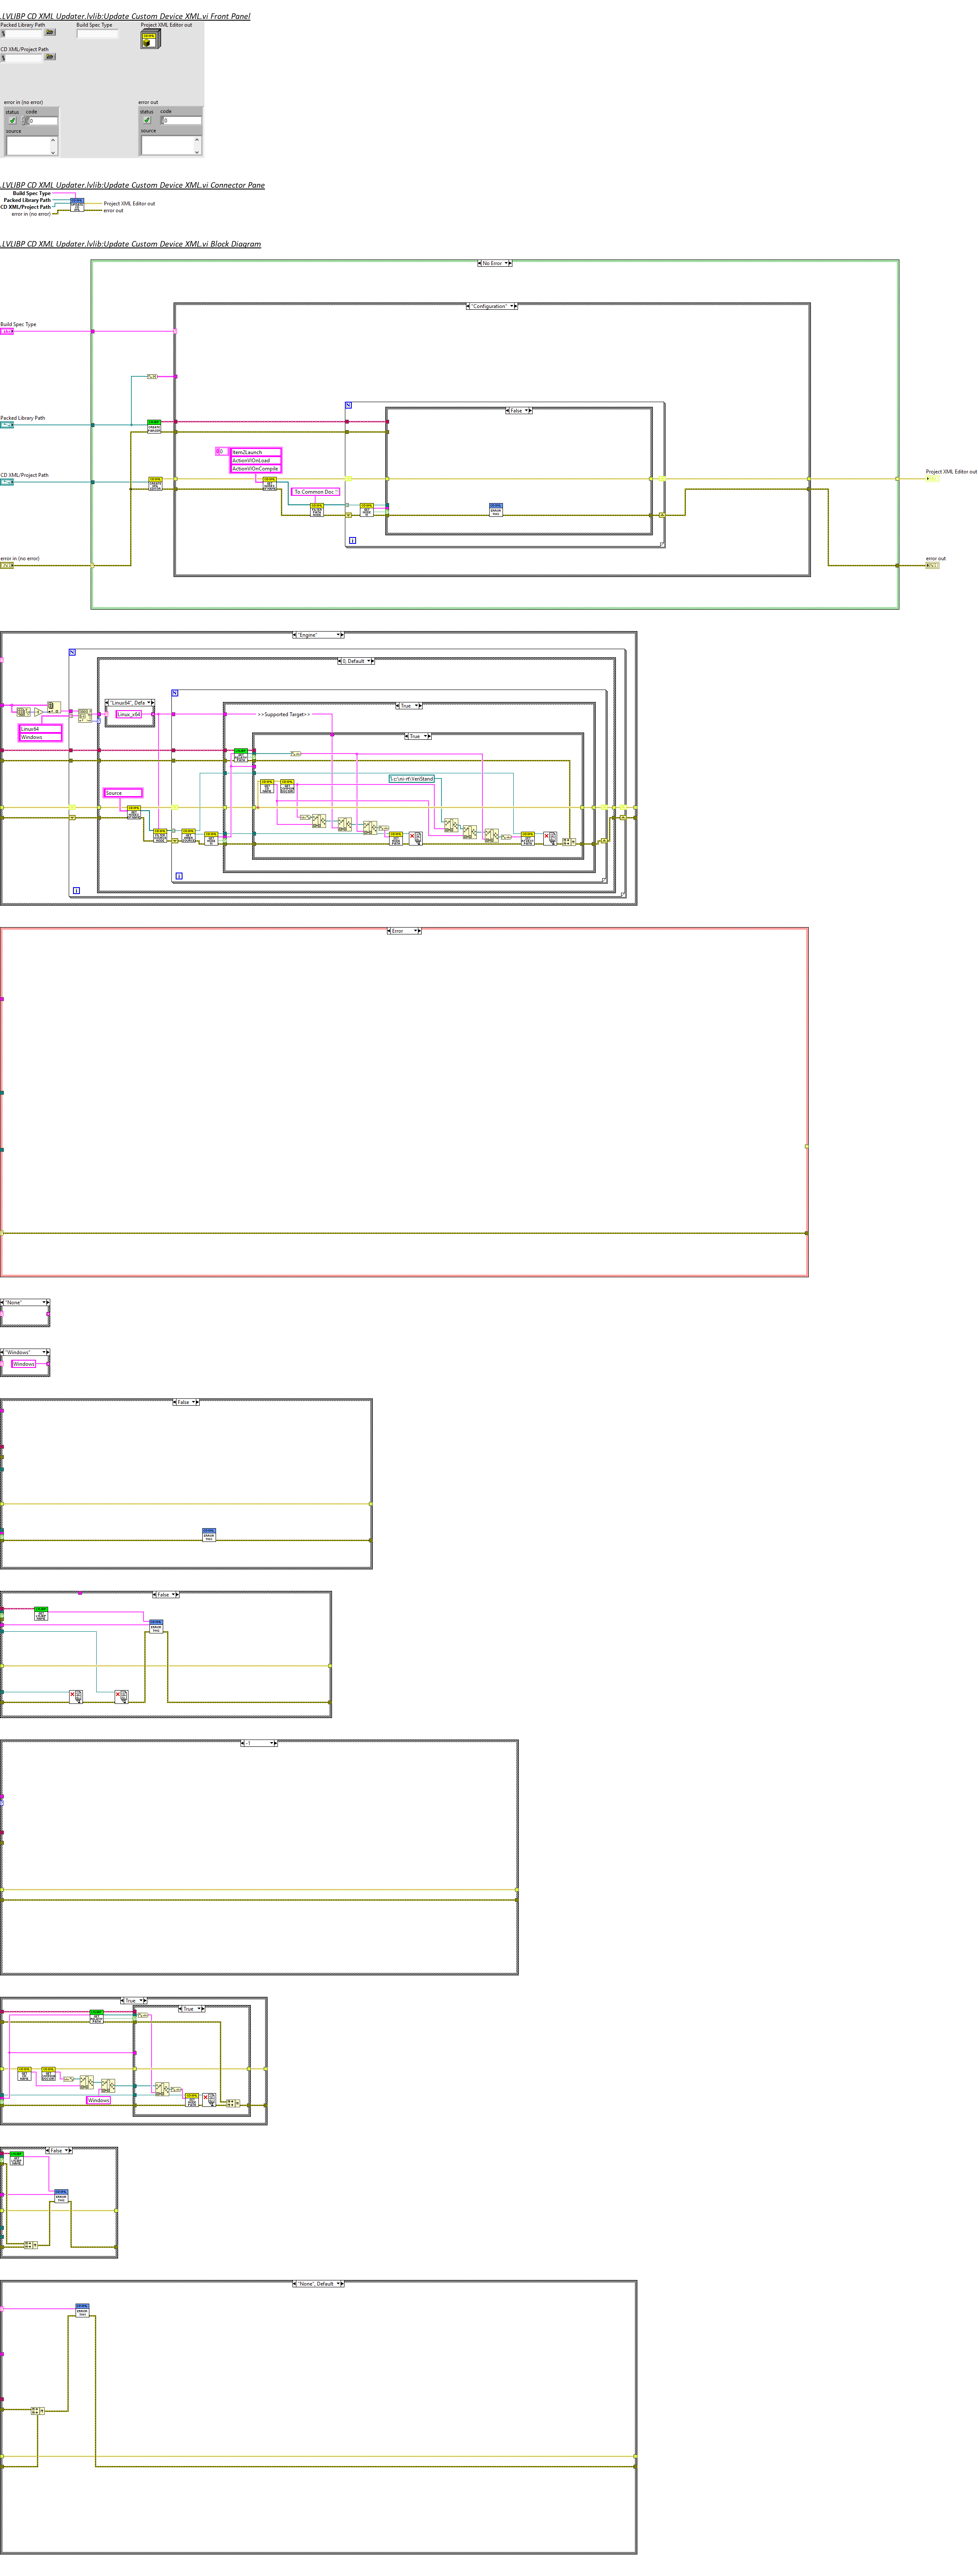 .LVLIBP CD XML Updater.lvlib:Update Custom Device XML.vi Front Panel
Packed Library Path
Build Spec Type
Project XML Editor out
CD XML/Project Path
error in (no error)
error out
status code
0
source
status code
0
source
.LVLIBP CD XML Updater.lvlib:Update Custom Device XML.vi Connector Pane
Build Spec Type
Packed Library Path
CD XML/Project Path
error in (no error)
Project XML Editor out
error out
.LVLIBP CD XML Updater.lvlib:Update Custom Device XML.vi Block Diagram
No Error
"Configuration"
Build Spec Type
Packed Library Path
N
False
0
Item2Launch
ActionVIOnLoad
ActionVIOnCompile
CD XML/Project Path
Project XML Editor out
To Common Doc
i
error in (no error)
error out
"Engine"
N
0, Default
N
"Linux64", Defa
Linux_x64
True
>>Supported Target>>
Linux64
Windows
True
c\ni-rt\VeriStand
Source
i
i
Error
"None"
"Windows"
Windows
False
ERROR
False
ERROR
-1
True
True
Windows
False
ERROR
"None", Default
ERROR